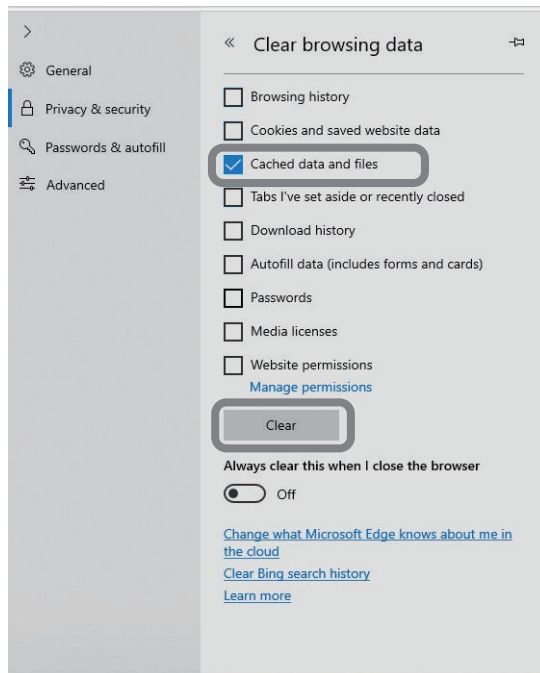 General
Privacy & security
Passwords & autofill
Advanced
Clear browsing data
Browsing history
Cookies and saved website data
Cached data and files
Tabs I've set aside or recently closed
Download history
Autofill data (includes forms and cards)
Passwords
Media licenses
Website permissions
Manage permissions
Clear
Always clear this when I close the browser
Off
Change what Microsoft Edge knows about me in
the cloud
Clear Bing search history
Learn more